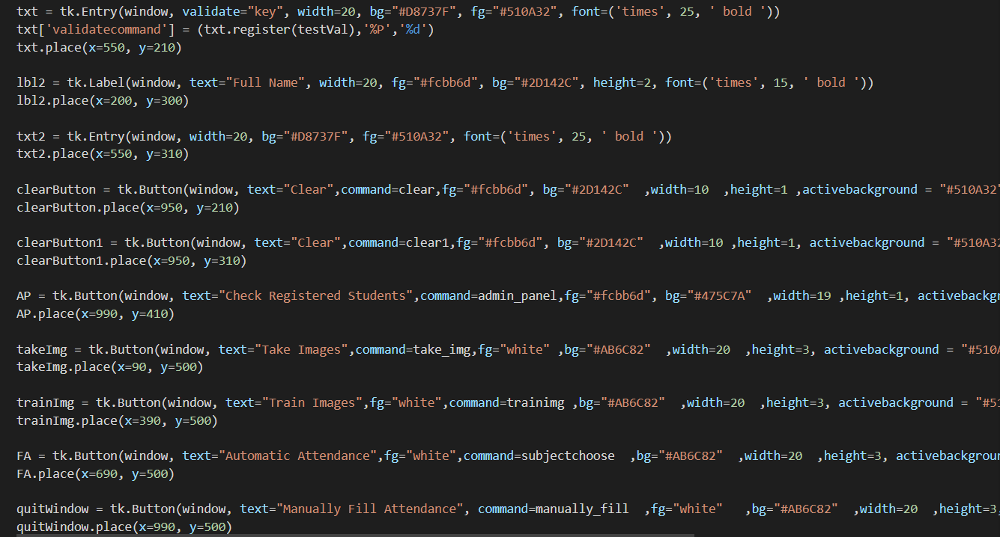 txt = tk.Entry(window, validate="key", width=20, bg="#D8737F", fg="#510A32", font=('times', 25, ' bold '))
txt['validatecommand'] = (txt.register(testVal),'%P','%d')
txt.place(x=550, y=210)
lbl2 = tk.Label(window, text="Full Name", width=20, fg="#fcbb6d", bg="#2D142C", height=2, font=('times', 15, ' bold '))
lbl2.place(x=200, y=300)
txt2 = tk.Entry(window, width=20, bg="#D8737F", fg="#510A32", font=('times', 25, ' bold '))
txt2.place(x=550, y=310)
clearButton = tk.Button(window, text="Clear",command=clear,fg="#fcbb6d", bg="#2D142C"  ,width=10  ,height=1 ,activebackground = "#510A32"
clearButton.place(x=950, y=210)
clearButton1 = tk.Button(window, text="Clear",command=clear1,fg="#fcbb6d", bg="#2D142C"  ,width=10 ,height=1, activebackground = "#510A32
clearButton1.place(x=950, y=310)
AP = tk.Button(window, text="Check Registered Students",command=admin_panel,fg="#fcbb6d", bg="#475C7A"  ,width=19 ,height=1, activebackgr
AP.place(x=990, y=410)
takeImg = tk.Button(window, text="Take Images",command=take_img,fg="white" ,bg="#AB6C82"  ,width=20  ,height=3, activebackground = "#510A
takeImg.place(x=90, y=500)
trainImg = tk.Button(window, text="Train Images",fg="white",command=trainimg ,bg="#AB6C82"  ,width=20  ,height=3, activebackground = "#51
trainImg.place(x=390, y=500)
FA = tk.Button(window, text="Automatic Attendance",fg="white",command=subjectchoose  ,bg="#AB6C82"  ,width=20  ,height=3, activebackgroun
FA.place(x=690, y=500)
quitWindow = tk.Button(window, text="Manually Fill Attendance", command=manually_fill  ,fg="white"   ,bg="#AB6C82"  ,width=20  ,height=3,
quitWindow.place(x=990, y=500)